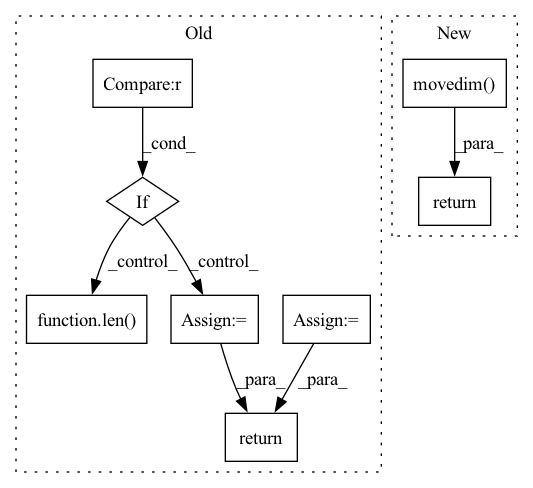 Old
New
Compare:r
movedim()
_cond_
_para_
If
return
_control_
_control_
function.len()
Assign:=
Assign:=
_para_
_para_
return